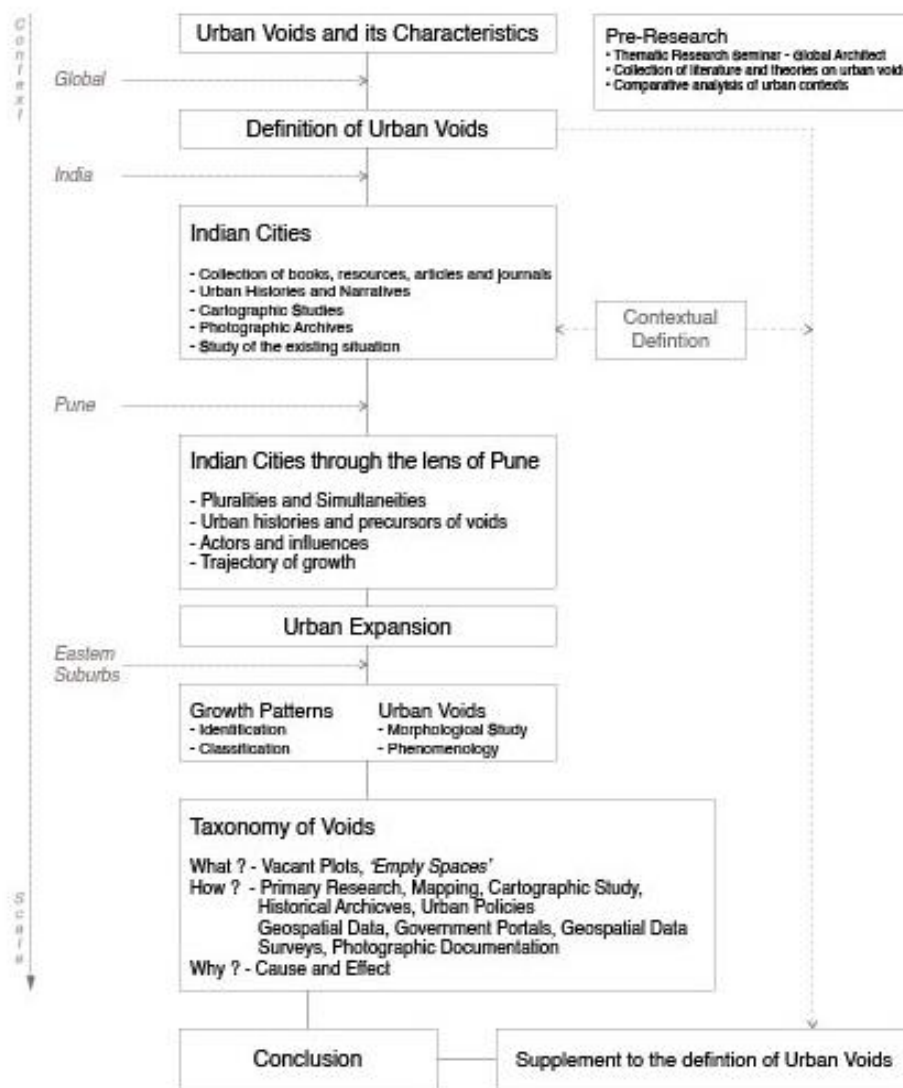 Context
Urban Voids and its Characteristics
Pre-Research
• Thematic Research Seminar - Global Architect
• Collection of literature and theories on urban voids
• Comparative analyisis of urban contexts
Global
Definition of Urban Voids
India
Indian Cities
- Collection of books, resources, articles and journals
- Urban Histories and Narratives
- Cartographic Studies
- Photographic Archives
- Study of the existing situation
Contextual
Defintion
Pune
Indian Cities through the lens of Pune
- Pluralities and Simultaneities
- Urban histories and precursors of voids
- Actors and influences
- Trajectory of growth
Urban Expansion
Eastern
Suburbs
Growth Patterns
- Identification
- Classification
Urban Voids
- Morphological Study
- Phenomenology
Taxonomy of Voids
What ? - Vacant Plots, 'Empty Spaces'
How ? - Primary Research, Mapping, Cartographic Study,
Historical Archicves, Urban Policies
Geospatial Data, Government Portals, Geospatial Data
Surveys, Photographic Documentation
Why ? - Cause and Effect
Scale
Conclusion
Supplement to the defintion of Urban Voids